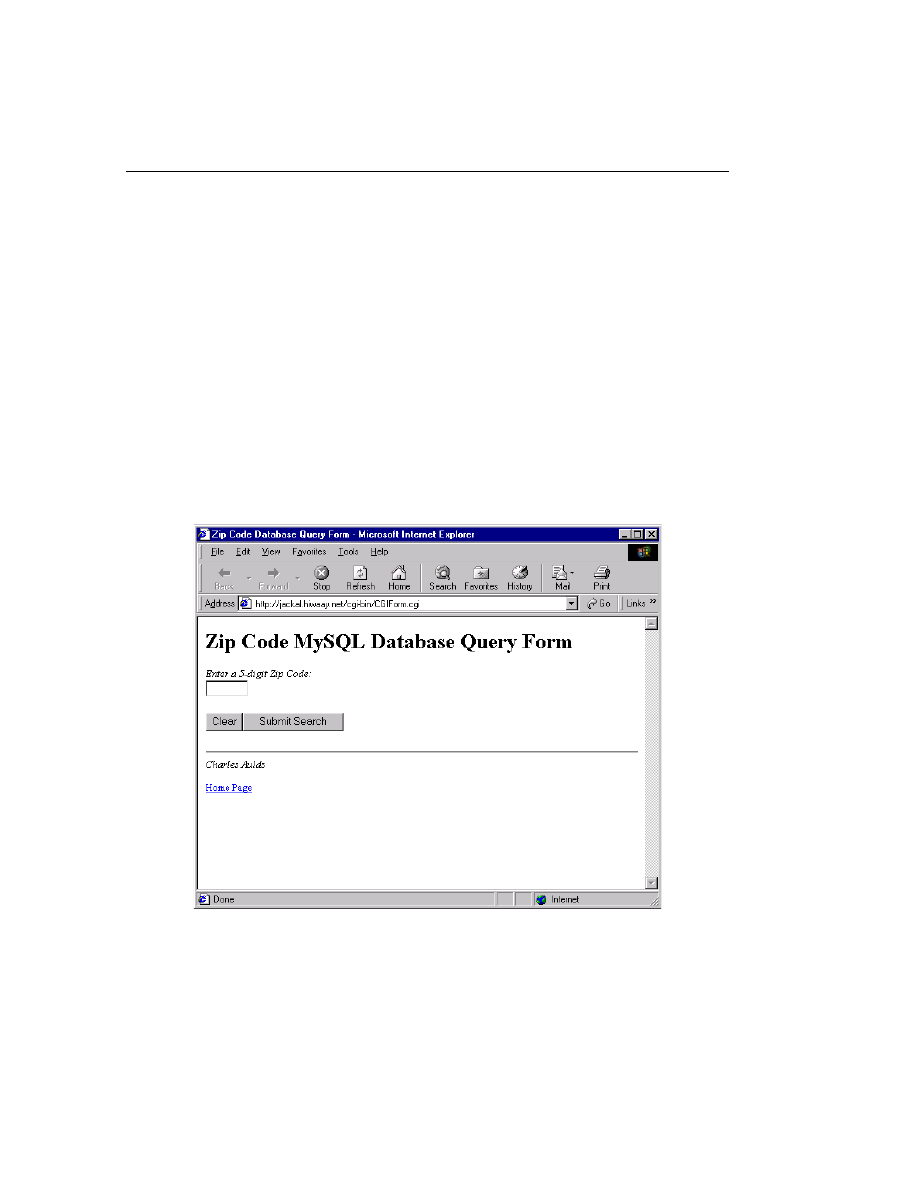 Zip Code Database Query Form - Microsoft Internet Explorer
File Edit View Favorites Tools Help
Back Forward Stop Refresh Home Search Favorites History Mail Print
Address http://jackal.hiwaay.net/cgi-bin/CGIForm.cgi Go Links »
Zip Code MySQL Database Query Form
Enter a 5-digit Zip Code:
Clear Submit Search
Charles Aulds
Home Page
Done Internet